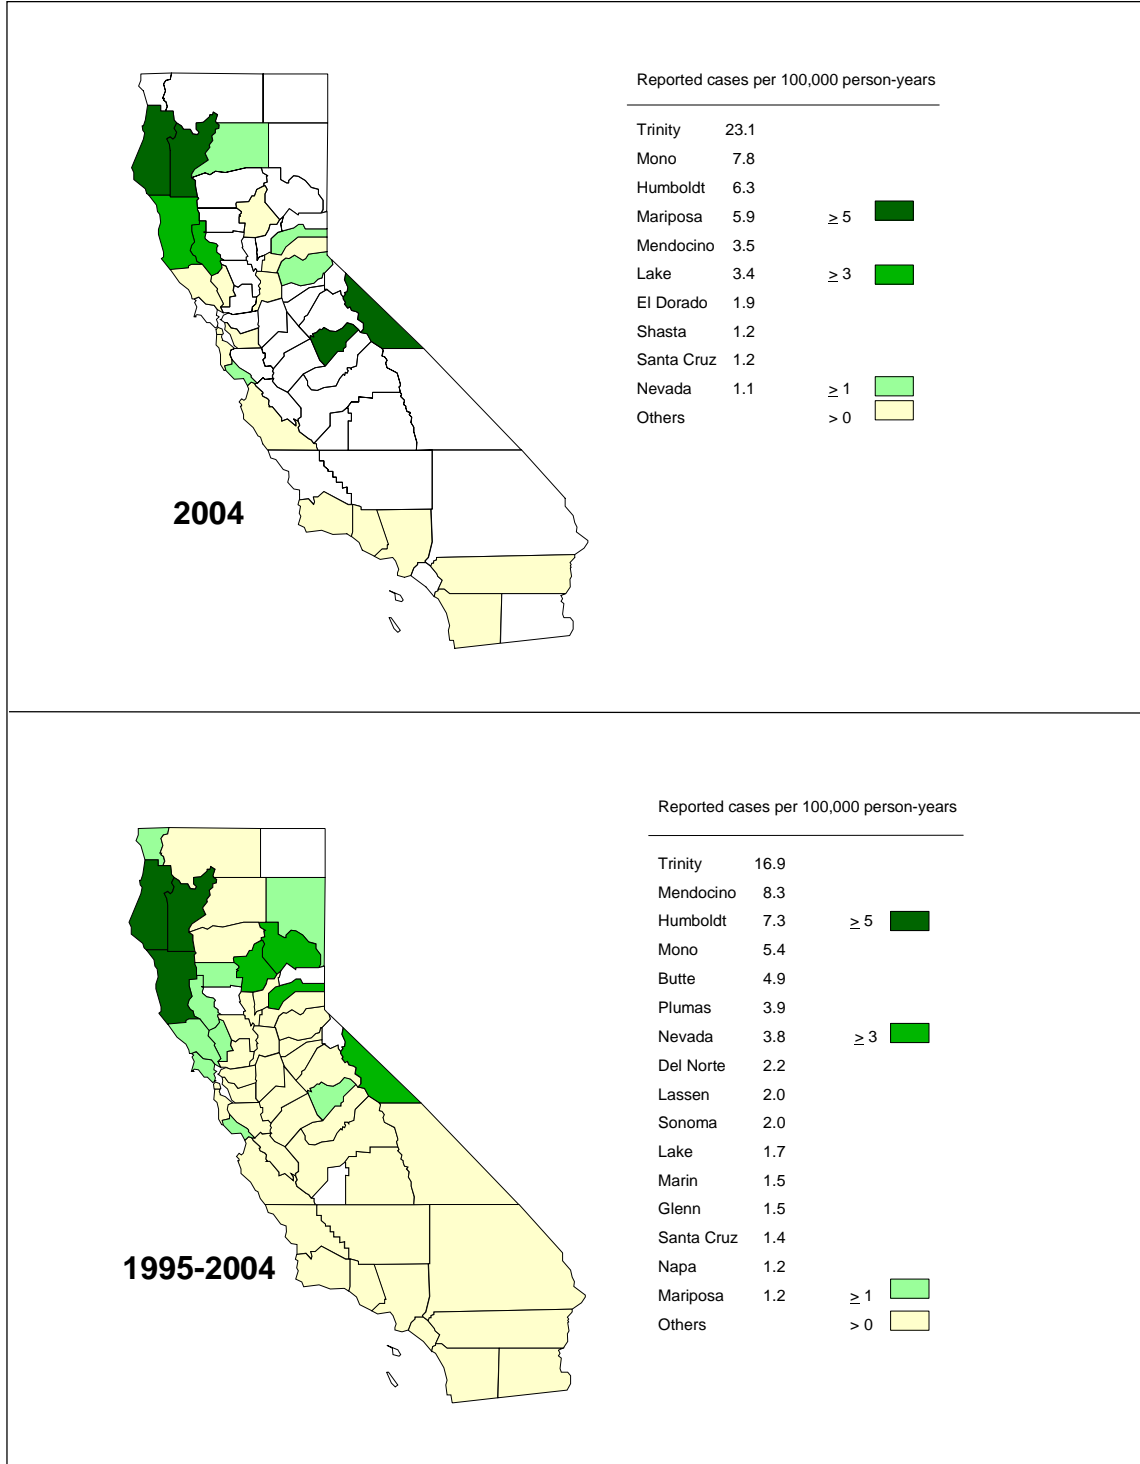 Reported cases per 100,000 person-years
Trinity 23.1
Mono 7.8
Humboldt 6.3
Mariposa 5.9 ≥ 5
Mendocino 3.5
Lake 3.4 ≥ 3
El Dorado 1.9
Shasta 1.2
Santa Cruz 1.2
Nevada 1.1 ≥ 1
Others > 0
2004
Reported cases per 100,000 person-years
Trinity 16.9
Mendocino 8.3
Humboldt 7.3 ≥ 5
Mono 5.4
Butte 4.9
Plumas 3.9
Nevada 3.8 ≥ 3
Del Norte 2.2
Lassen 2.0
Sonoma 2.0
Lake 1.7
Marin 1.5
Glenn 1.5
Santa Cruz 1.4
Napa 1.2
Mariposa 1.2 ≥ 1
Others > 0
1995-2004